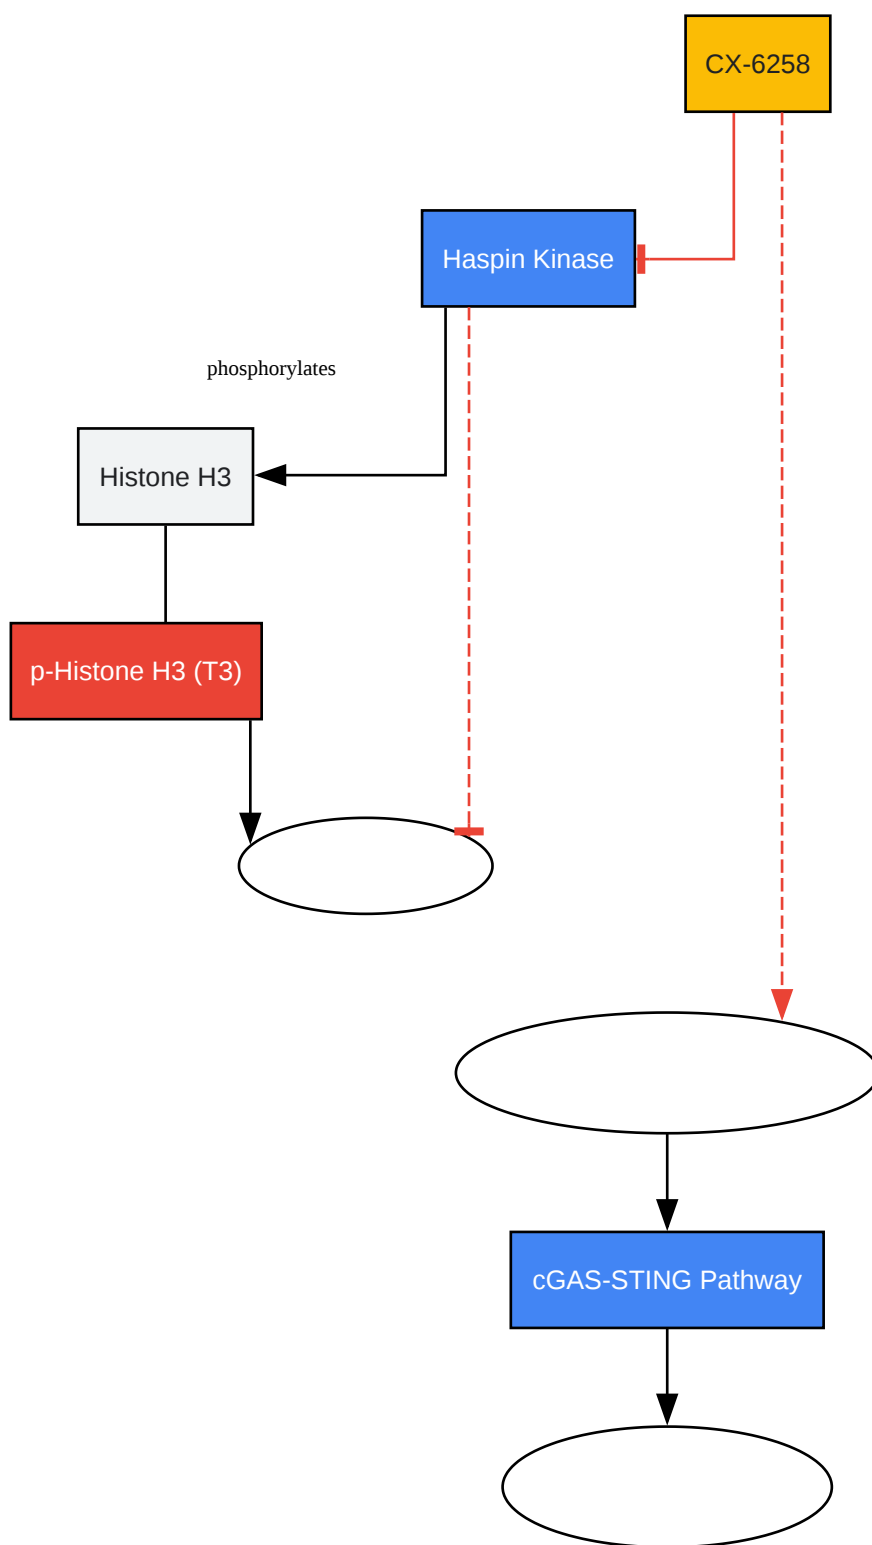 CX-6258
Haspin Kinase
phosphorylates
Histone H3
p-Histone H3 (T3)
cGAS-STING Pathway